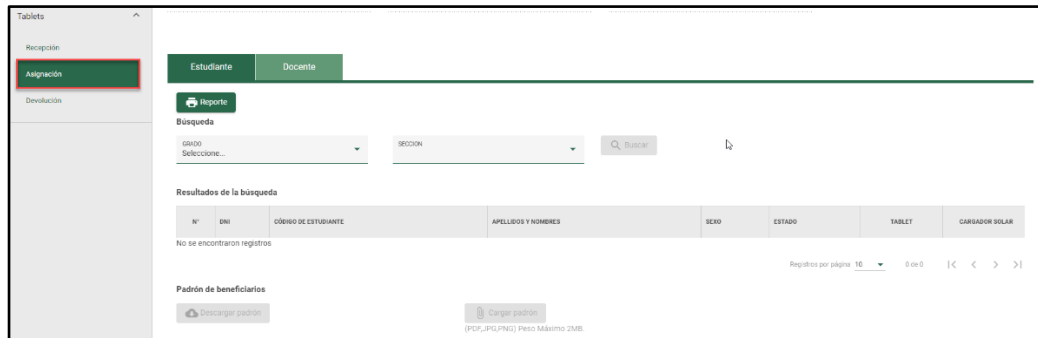 Tablets
Recepción
Asignación
Devolución
Estudiante Docente
Reporte
Búsqueda
GRADO
Seleccione...
SECCION
Buscar
Resultados de la búsqueda
N° DNI CÓDIGO DE ESTUDIANTE APELLIDOS Y NOMBRES SEXO ESTADO TABLET CARGADOR SOLAR
No se encontraron registros
Registros por página 10 0 de 0
Padrón de beneficiarios
Descargar padrón Cargar padrón
(PDF,JPG,PNG) Peso Máximo 2MB